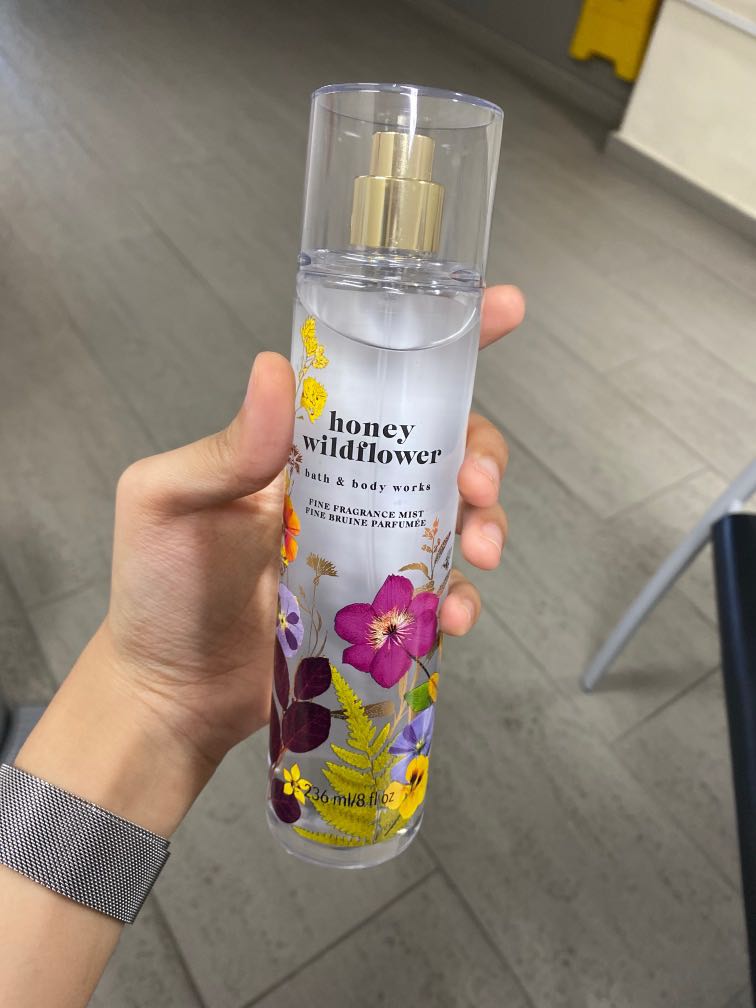 honey
wildflower
bath & body works
FINE FRAGRANCE MIST
FINE BRUINE PARFUMÉE
236 ml/8 fl oz